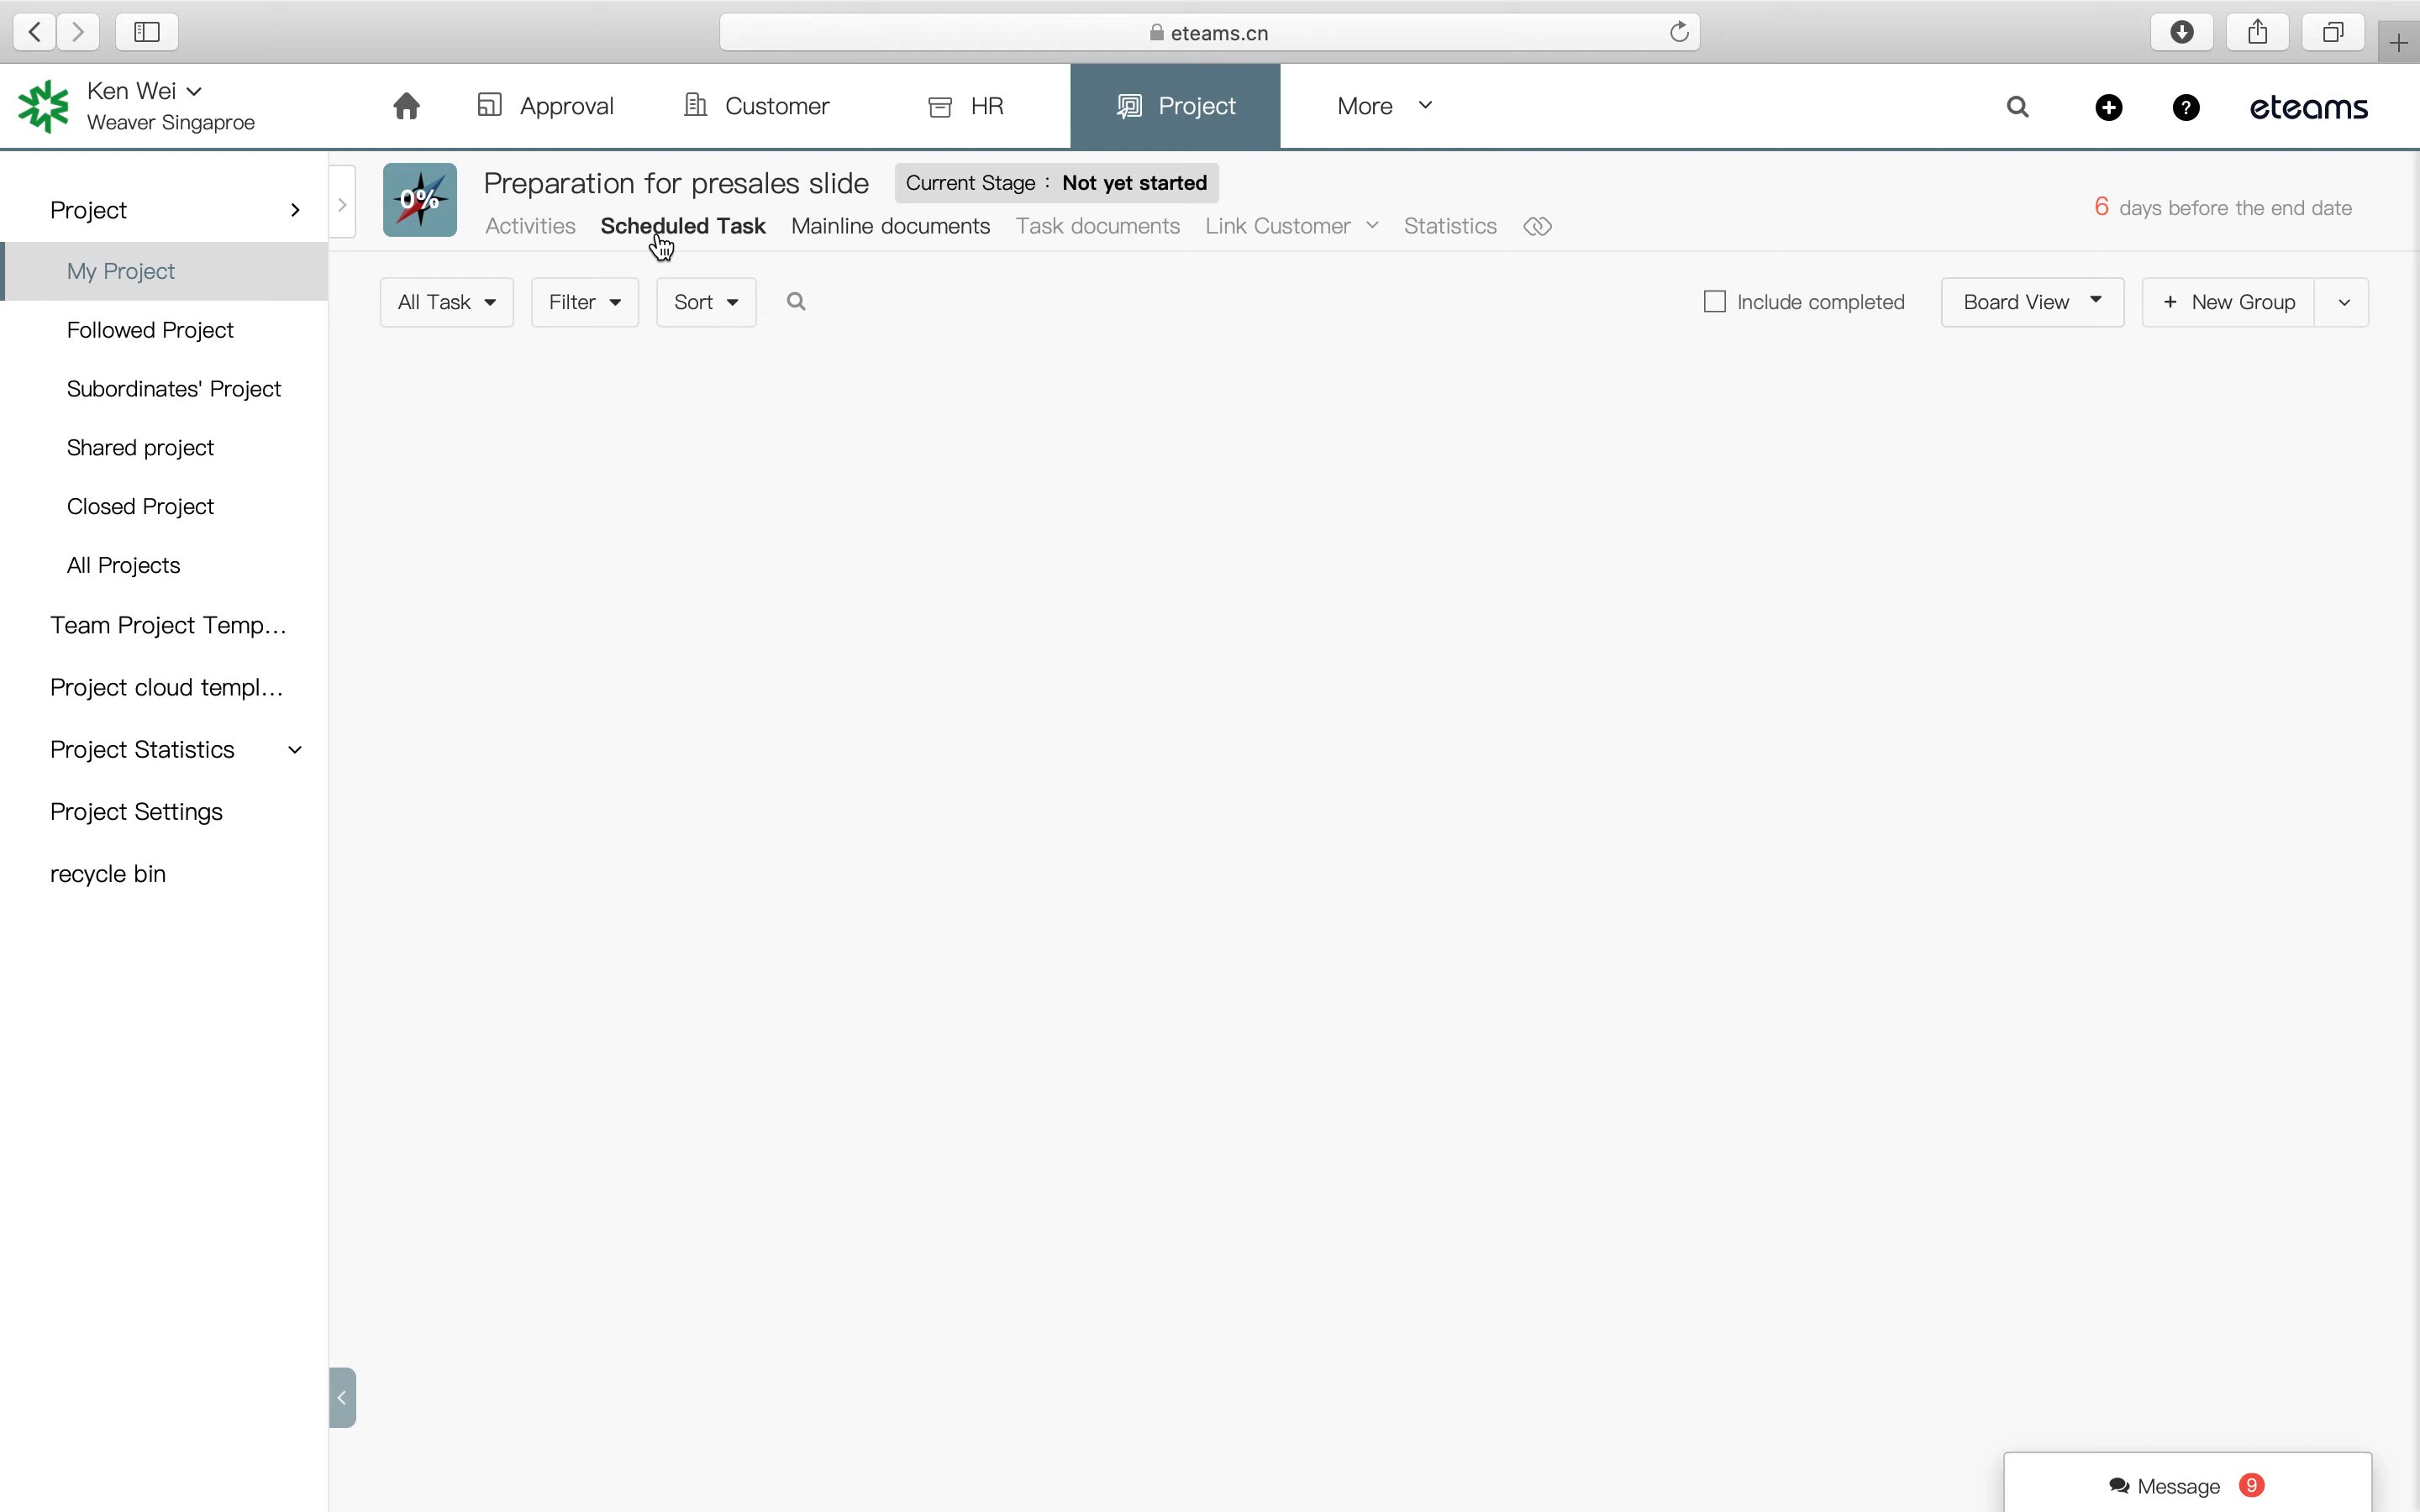 eteams.cn
Ken Wei
Weaver Singaproe
Approval
Customer
HR
Project
More
eteams
Project
My Project
Followed Project
Subordinates' Project
Shared project
Closed Project
All Projects
Team Project Temp...
Project cloud templ...
Project Statistics
Project Settings
recycle bin
0%
Preparation for presales slide
Current Stage : Not yet started
Activities Scheduled Task Mainline documents Task documents Link Customer Statistics
6 days before the end date
All Task Filter Sort
Include completed
Board View
+ New Group
Message 9